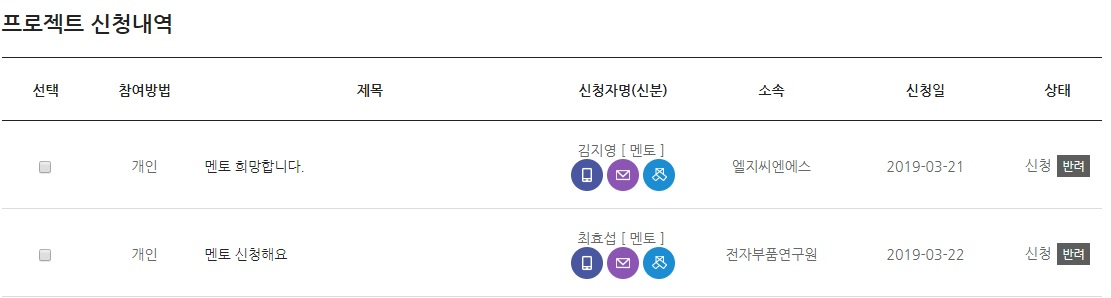 프로젝트 신청내역
선택 참여방법 제목 신청자명(신분) 소속 신청일 상태
개인 멘토 희망합니다. 김지영 [ 멘토 ] 엘지씨엔에스 2019-03-21 신청 반려
개인 멘토 신청해요 최효섭 [ 멘토 ] 전자부품연구원 2019-03-22 신청 반려